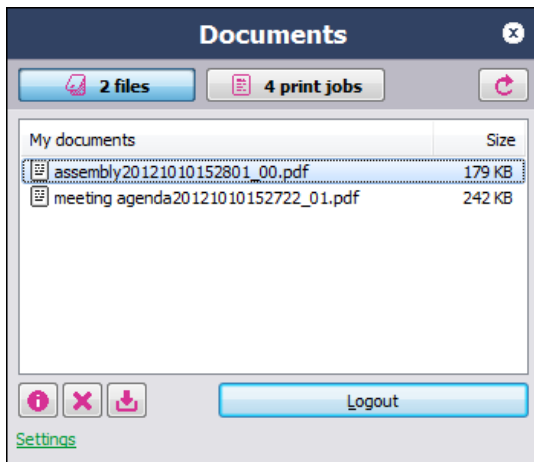 Documents
2 files 4 print jobs
My documents Size
assembly20121010152801_00.pdf 179 KB
meeting agenda20121010152722_01.pdf 242 KB
Logout
Settings